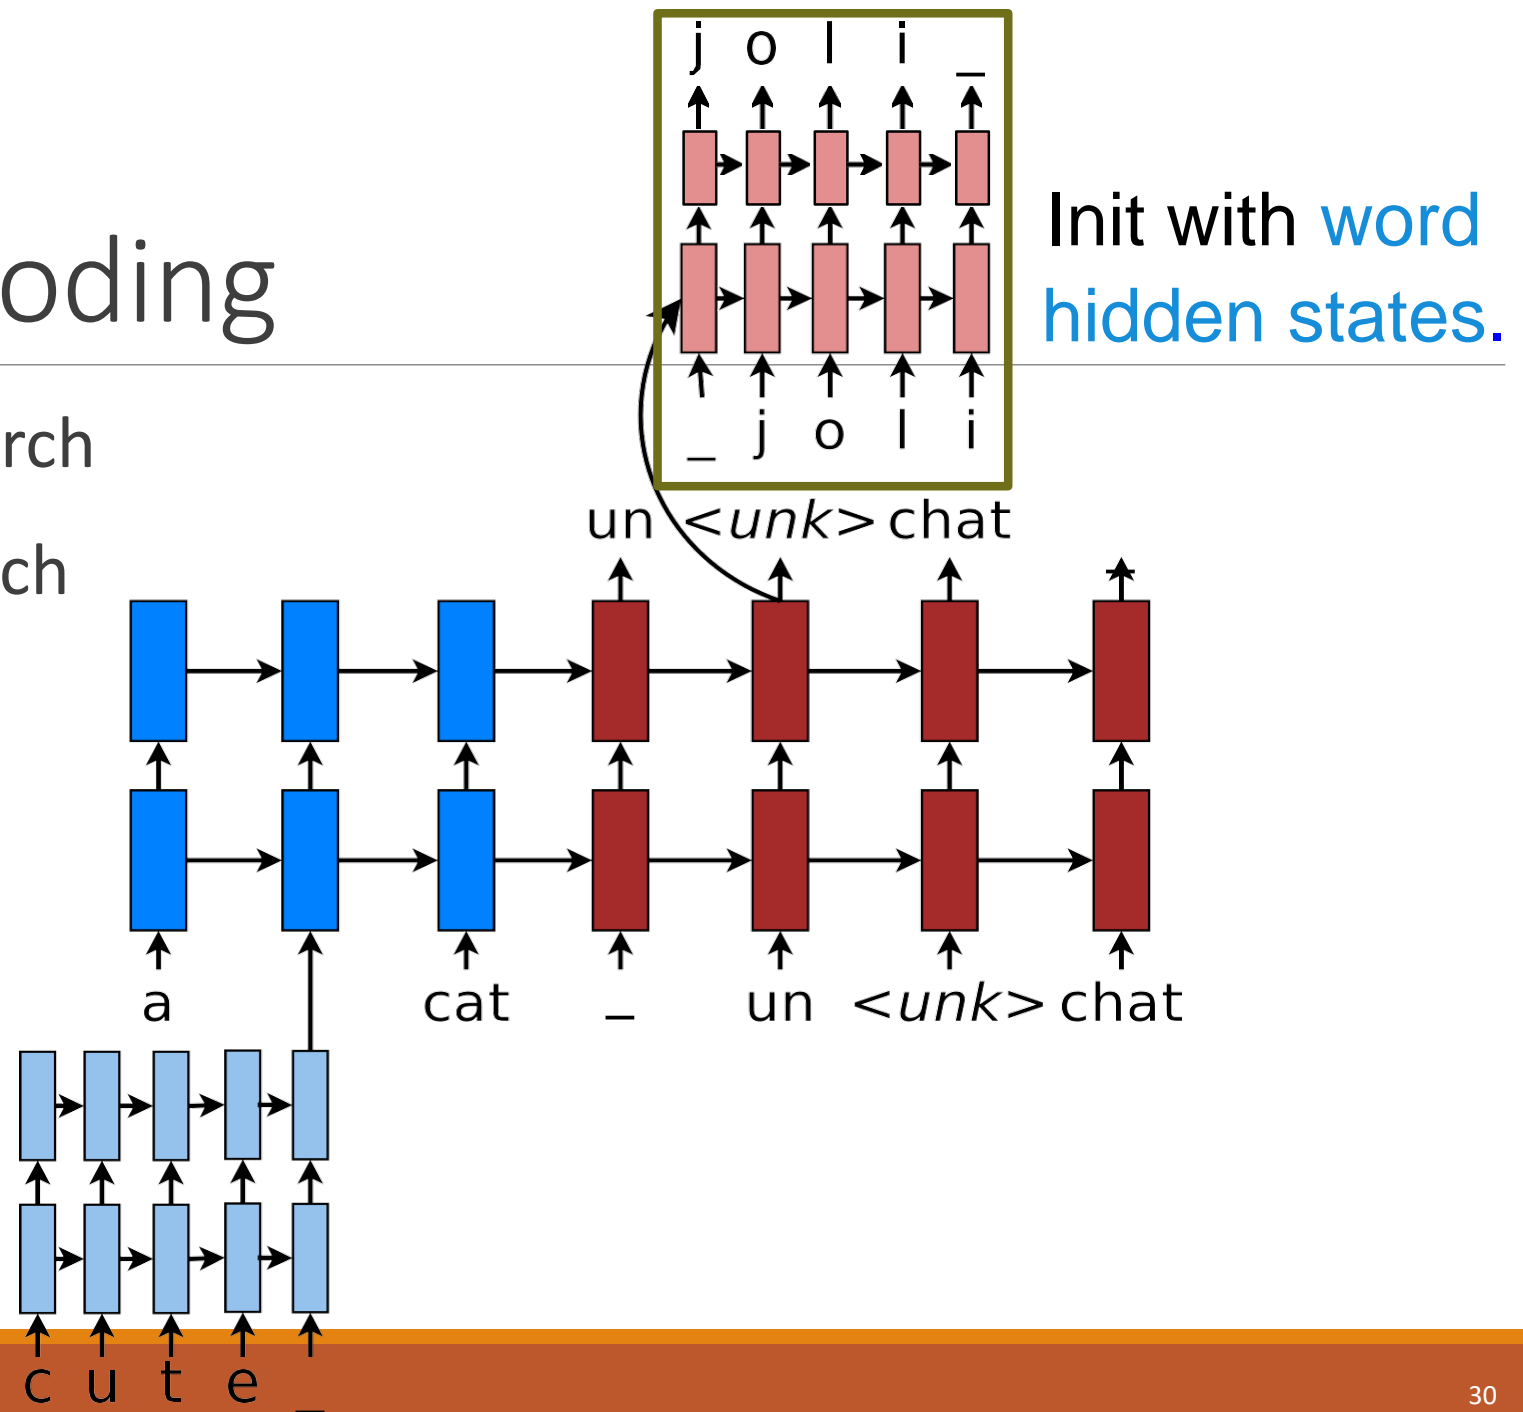 j o l i _
Init with word
hidden states.
oding
_ j o l i
rch
un <unk> chat
ch
_
a cat _ un <unk> chat
c u t e _
30